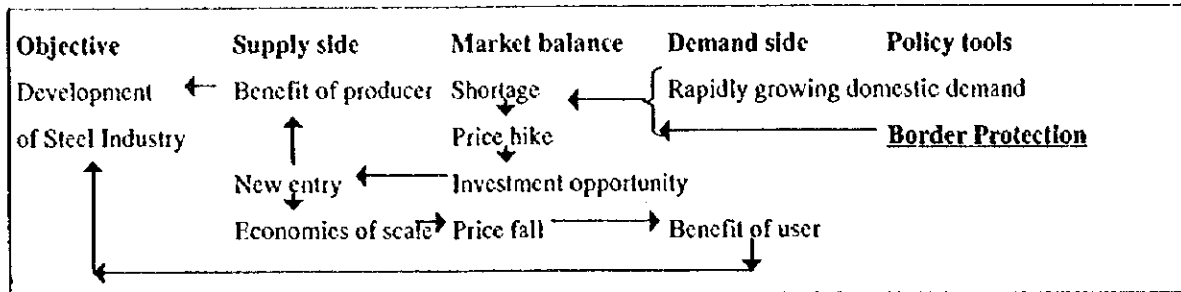 Objective Supply side Market balance Demand side Policy tools
Development Benefit of producer Shortage Rapidly growing domestic demand
of Steel Industry Price hike Border Protection
New entry Investment opportunity
Economies of scale Price fall Benefit of user